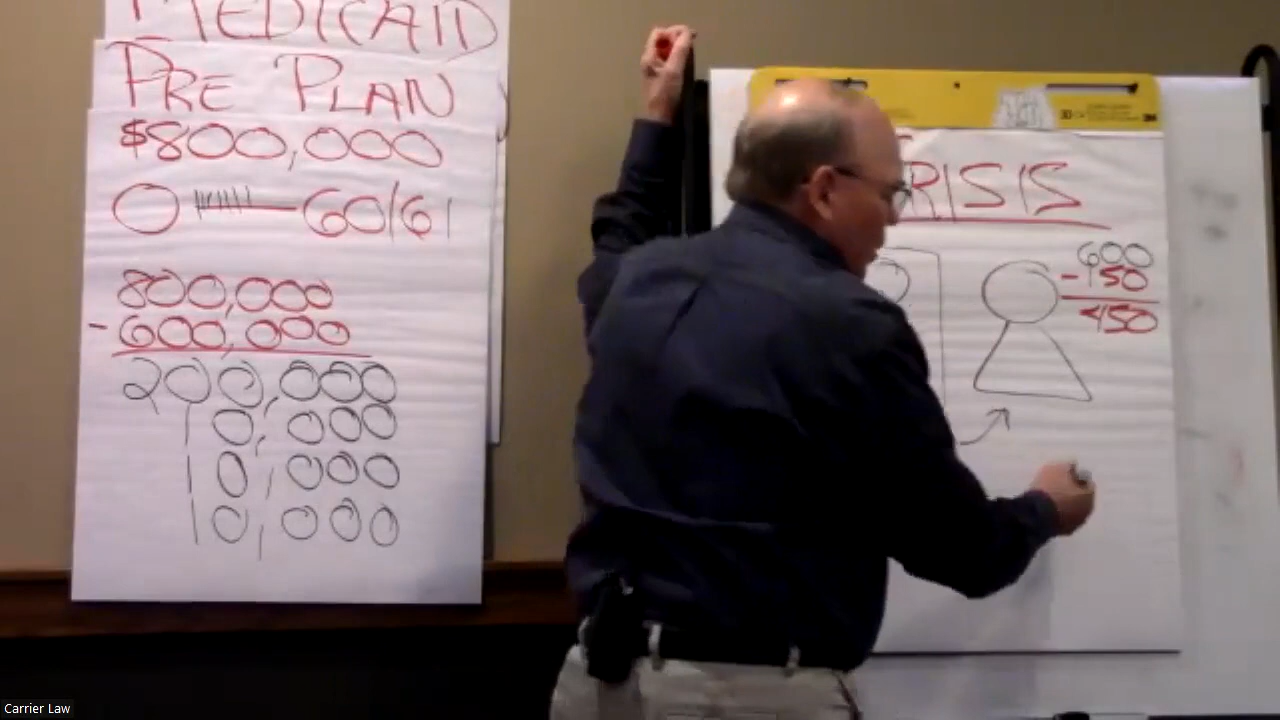 MEDICAID
PRE PLAN
$800,000
60/61
800,000
- 600,000
200,000
10,000
10,000
10,000
RISIS
600
- 150
450
3M
Carrier Law